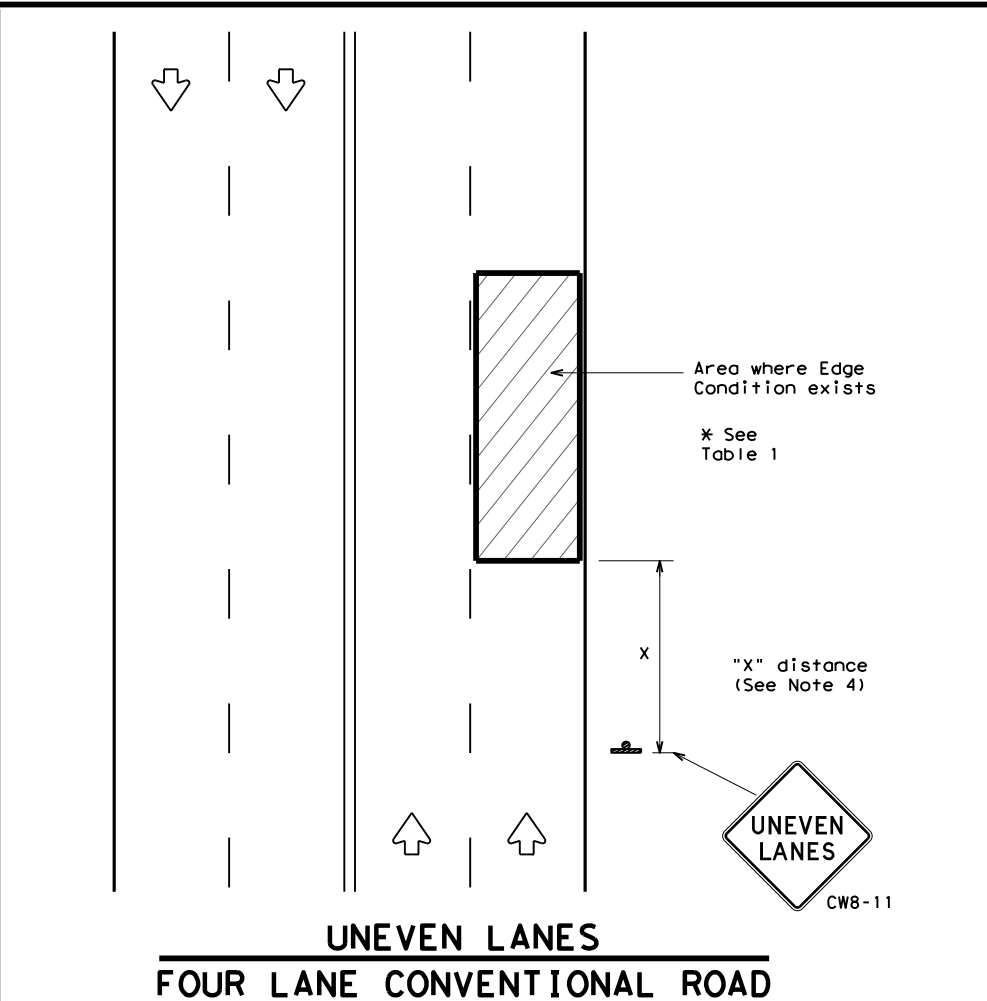 Area where Edge
Condition exists
* See
Table 1
X
"X" distance
(See Note 4)
UNEVEN
LANES
CW8-11
UNEVEN LANES
FOUR LANE CONVENTIONAL ROAD